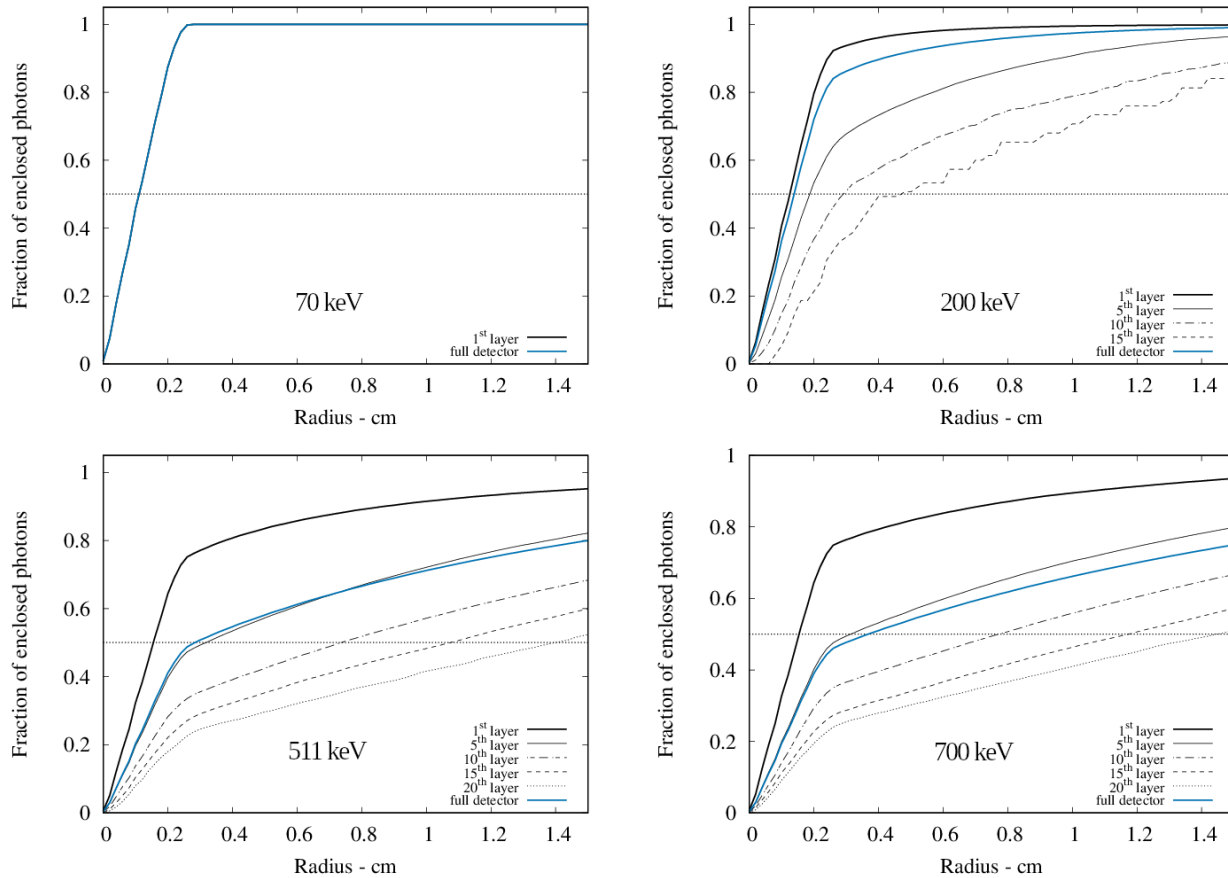 Fraction of enclosed photons
1
0.8
0.6
0.4
0.2
0
70 keV
1st layer
full detector
0 0.2 0.4 0.6 0.8 1 1.2 1.4
Radius - cm
Fraction of enclosed photons
1
0.8
0.6
0.4
0.2
0
200 keV
1st layer
5th layer
10th layer
15th layer
full detector
0 0.2 0.4 0.6 0.8 1 1.2 1.4
Radius - cm
Fraction of enclosed photons
1
0.8
0.6
0.4
0.2
0
511 keV
1st layer
5th layer
10th layer
15th layer
20th layer
full detector
0 0.2 0.4 0.6 0.8 1 1.2 1.4
Radius - cm
Fraction of enclosed photons
1
0.8
0.6
0.4
0.2
0
700 keV
1st layer
5th layer
10th layer
15th layer
20th layer
full detector
0 0.2 0.4 0.6 0.8 1 1.2 1.4
Radius - cm